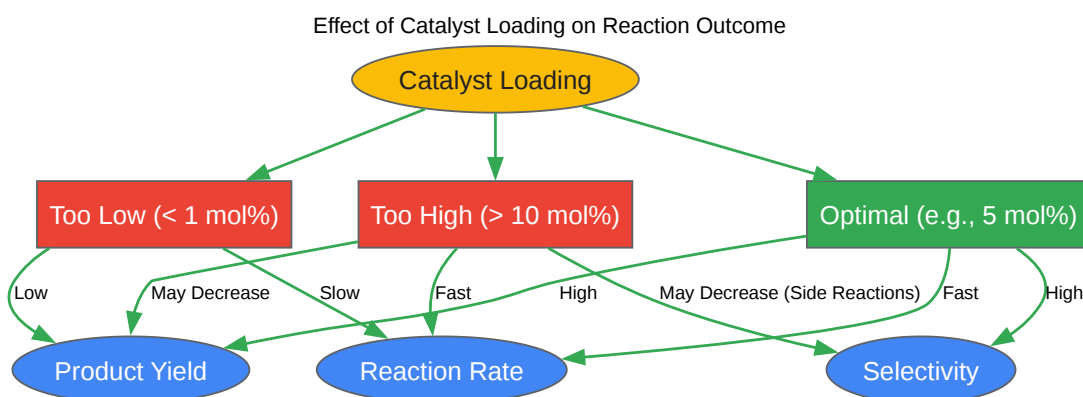 Effect of Catalyst Loading on Reaction Outcome
Catalyst Loading
Too Low (< 1 mol%)
Too High (> 10 mol%)
Optimal (e.g., 5 mol%)
Low
May Decrease
Slow
Fast
High
May Decrease (Side Reactions)
Fast
High
Product Yield
Reaction Rate
Selectivity